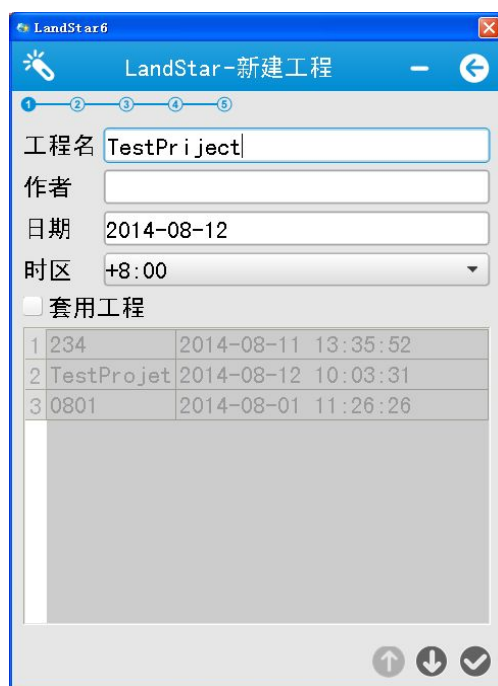 LandStar6
LandStar-新建工程
1 2 3 4 5
工程名 TestPriject
作者
日期 2014-08-12
时区 +8:00
套用工程
1 234 2014-08-11 13:35:52
2 TestProjet 2014-08-12 10:03:31
3 0801 2014-08-01 11:26:26